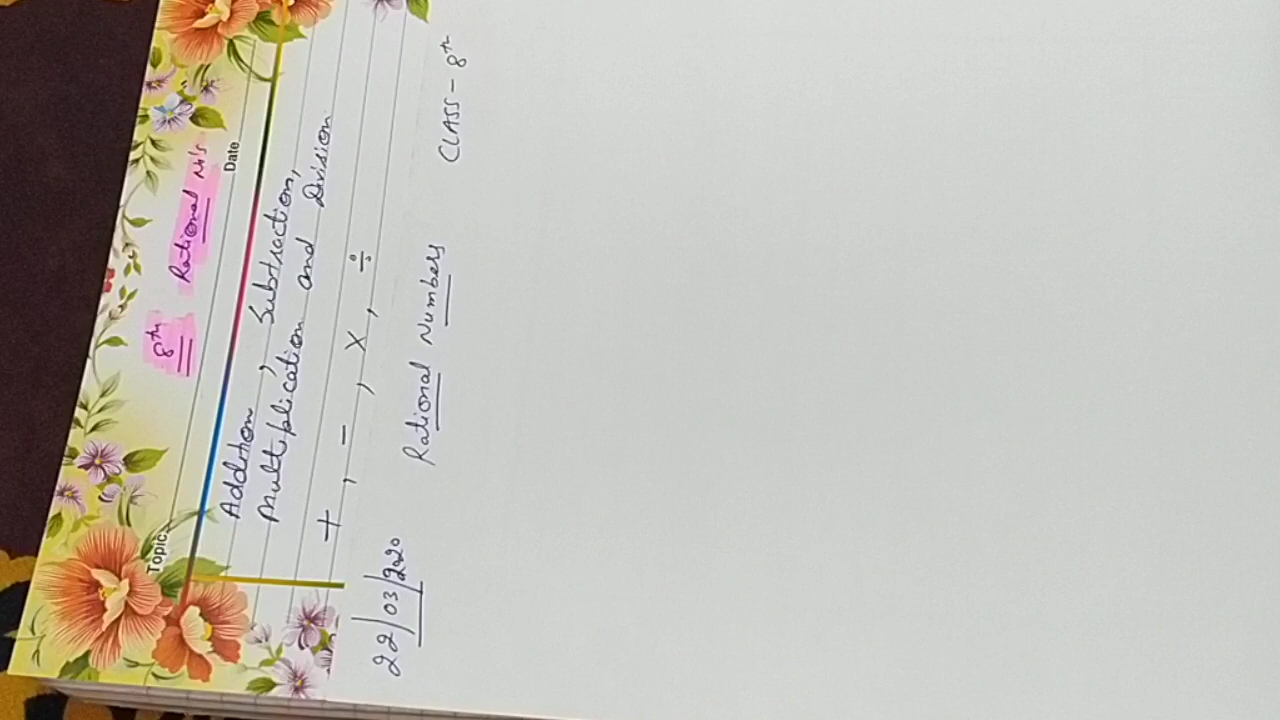 8th Rational No's
Topic:
Date
Addition, Subtraction,
Multiplication and Division
+, -, ×, ÷
22/03/2020 Rational Numbers CLASS - 8th